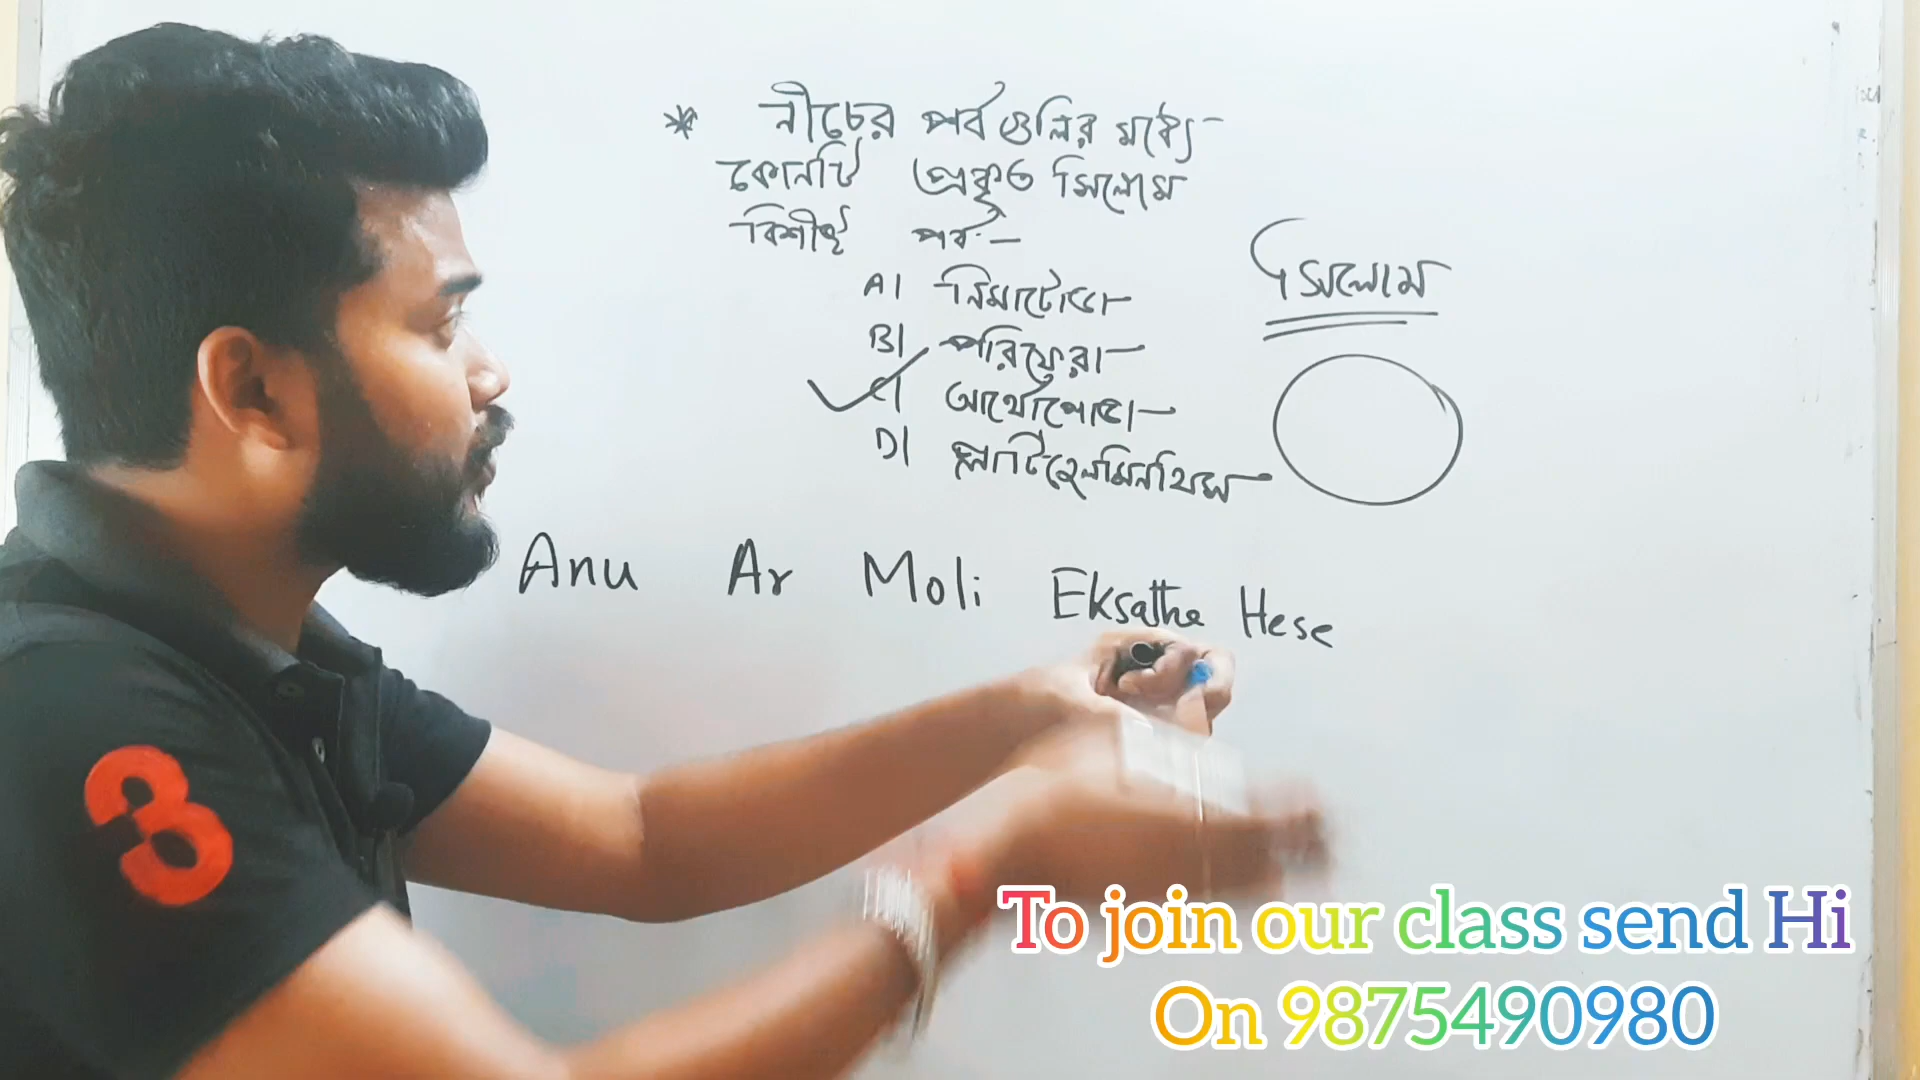 * নীচের পর্ব গুলির মধ্যে
কোনটি প্রকৃত সিলোম
বিশিষ্ট পর্ব :-
A| নিমাটোডা
B| পরিফেরা
C| আর্থোপোডা
D| প্লাটিহেলমিনথিস
সিলোম
Anu Ar Moli Eksathe Hese
3
To join our class send Hi
On 9875490980